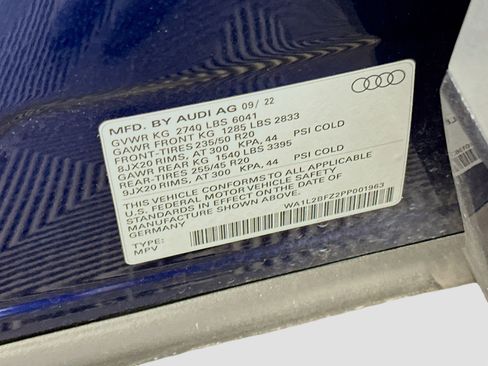 MFD. BY AUDI AG 09/ 22
GVWR KG 2740 LBS 6041
GAWR FRONT KG 1285 LBS 2833
FRONT-TIRES 235/50 R20
8JX20 RIMS, AT 300 KPA, 44 PSI COLD
GAWR REAR KG 1540 LBS 3395
REAR-TIRES 255/45 R20
9JX20 RIMS, AT 300 KPA, 44 PSI COLD
THIS VEHICLE CONFORMS TO ALL APPLICABLE
U.S. FEDERAL MOTOR VEHICLE SAFETY
STANDARDS IN EFFECT ON THE DATE OF
MANUFACTURE SHOWN ABOVE.
GERMANY
WA1L2BFZ2PP001963
TYPE:
MPV